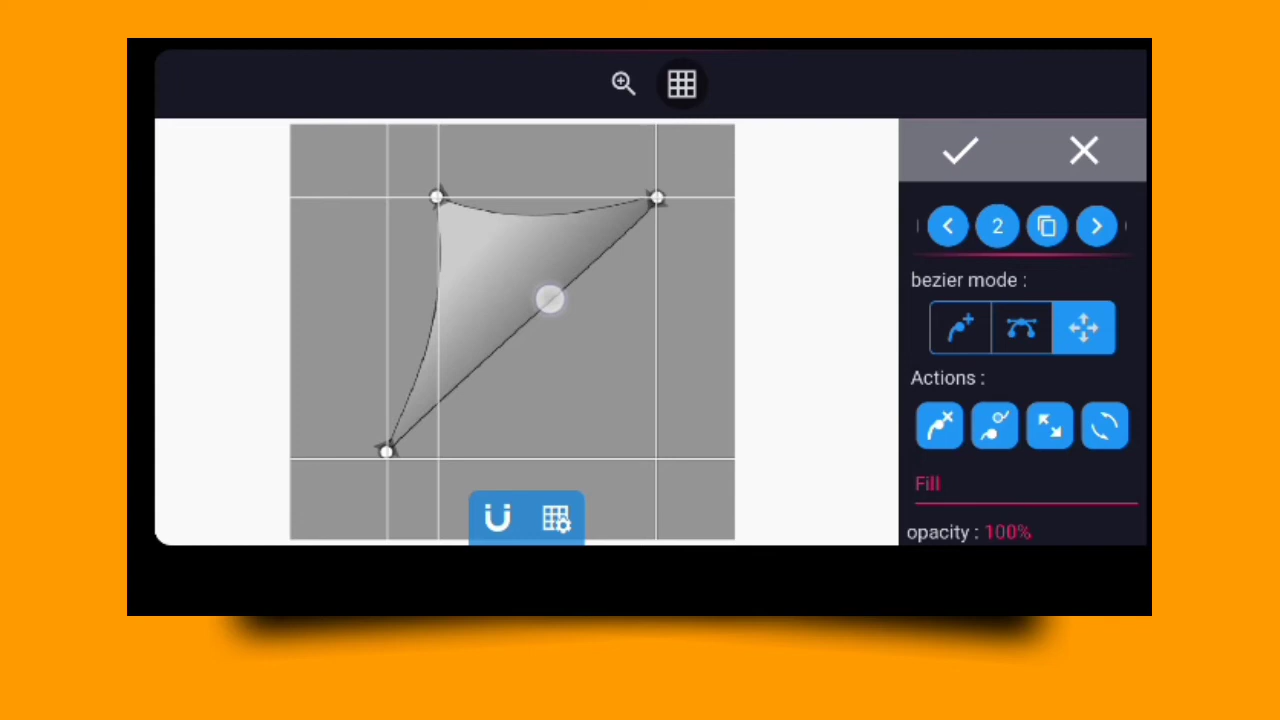 2
bezier mode :
Actions :
Fill
opacity : 100%